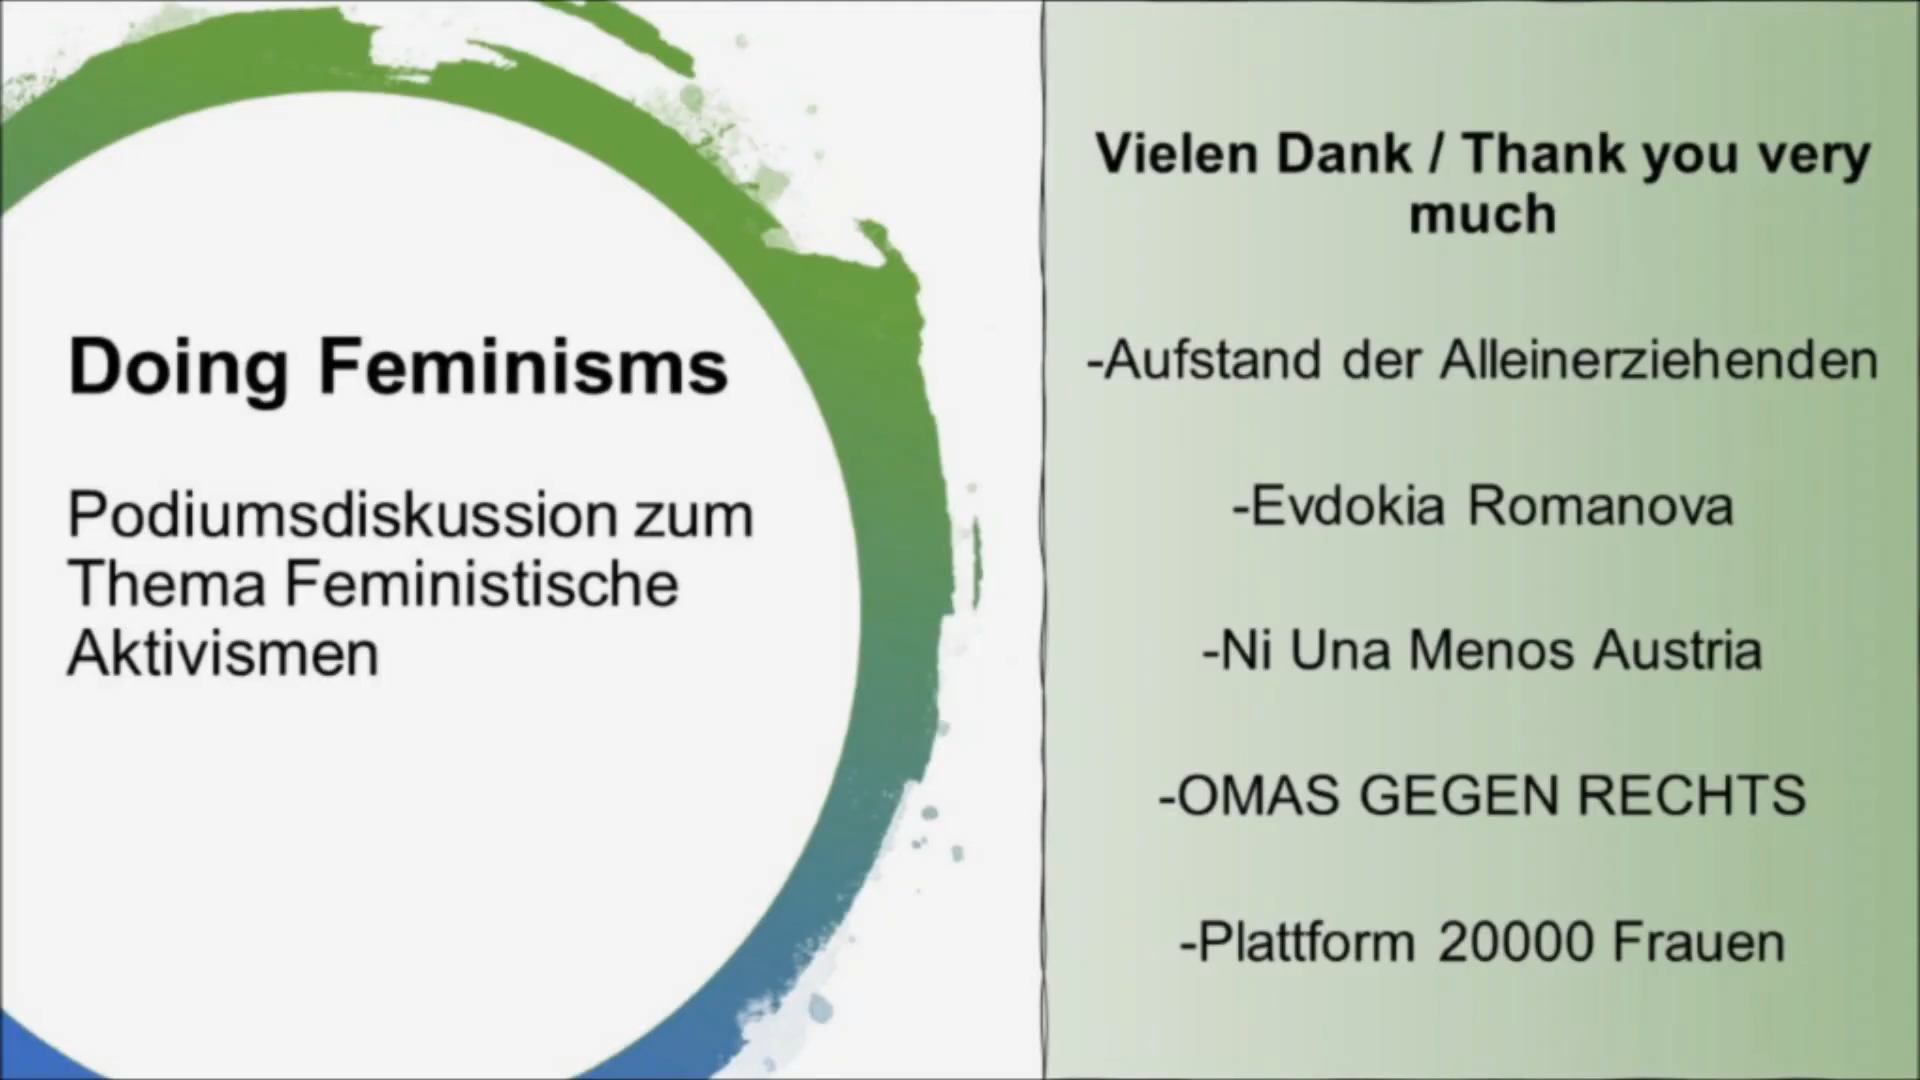 Doing Feminisms
Podiumsdiskussion zum
Thema Feministische
Aktivismen
Vielen Dank / Thank you very
much
-Aufstand der Alleinerziehenden
-Evdokia Romanova
-Ni Una Menos Austria
-OMAS GEGEN RECHTS
-Plattform 20000 Frauen